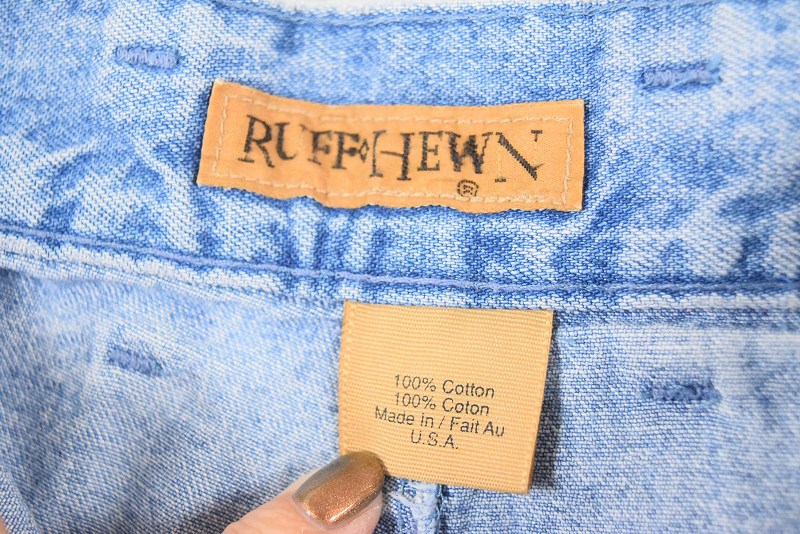 RUFF◇HEWN
®
100% Cotton
100% Coton
Made in / Fait Au
U.S.A.